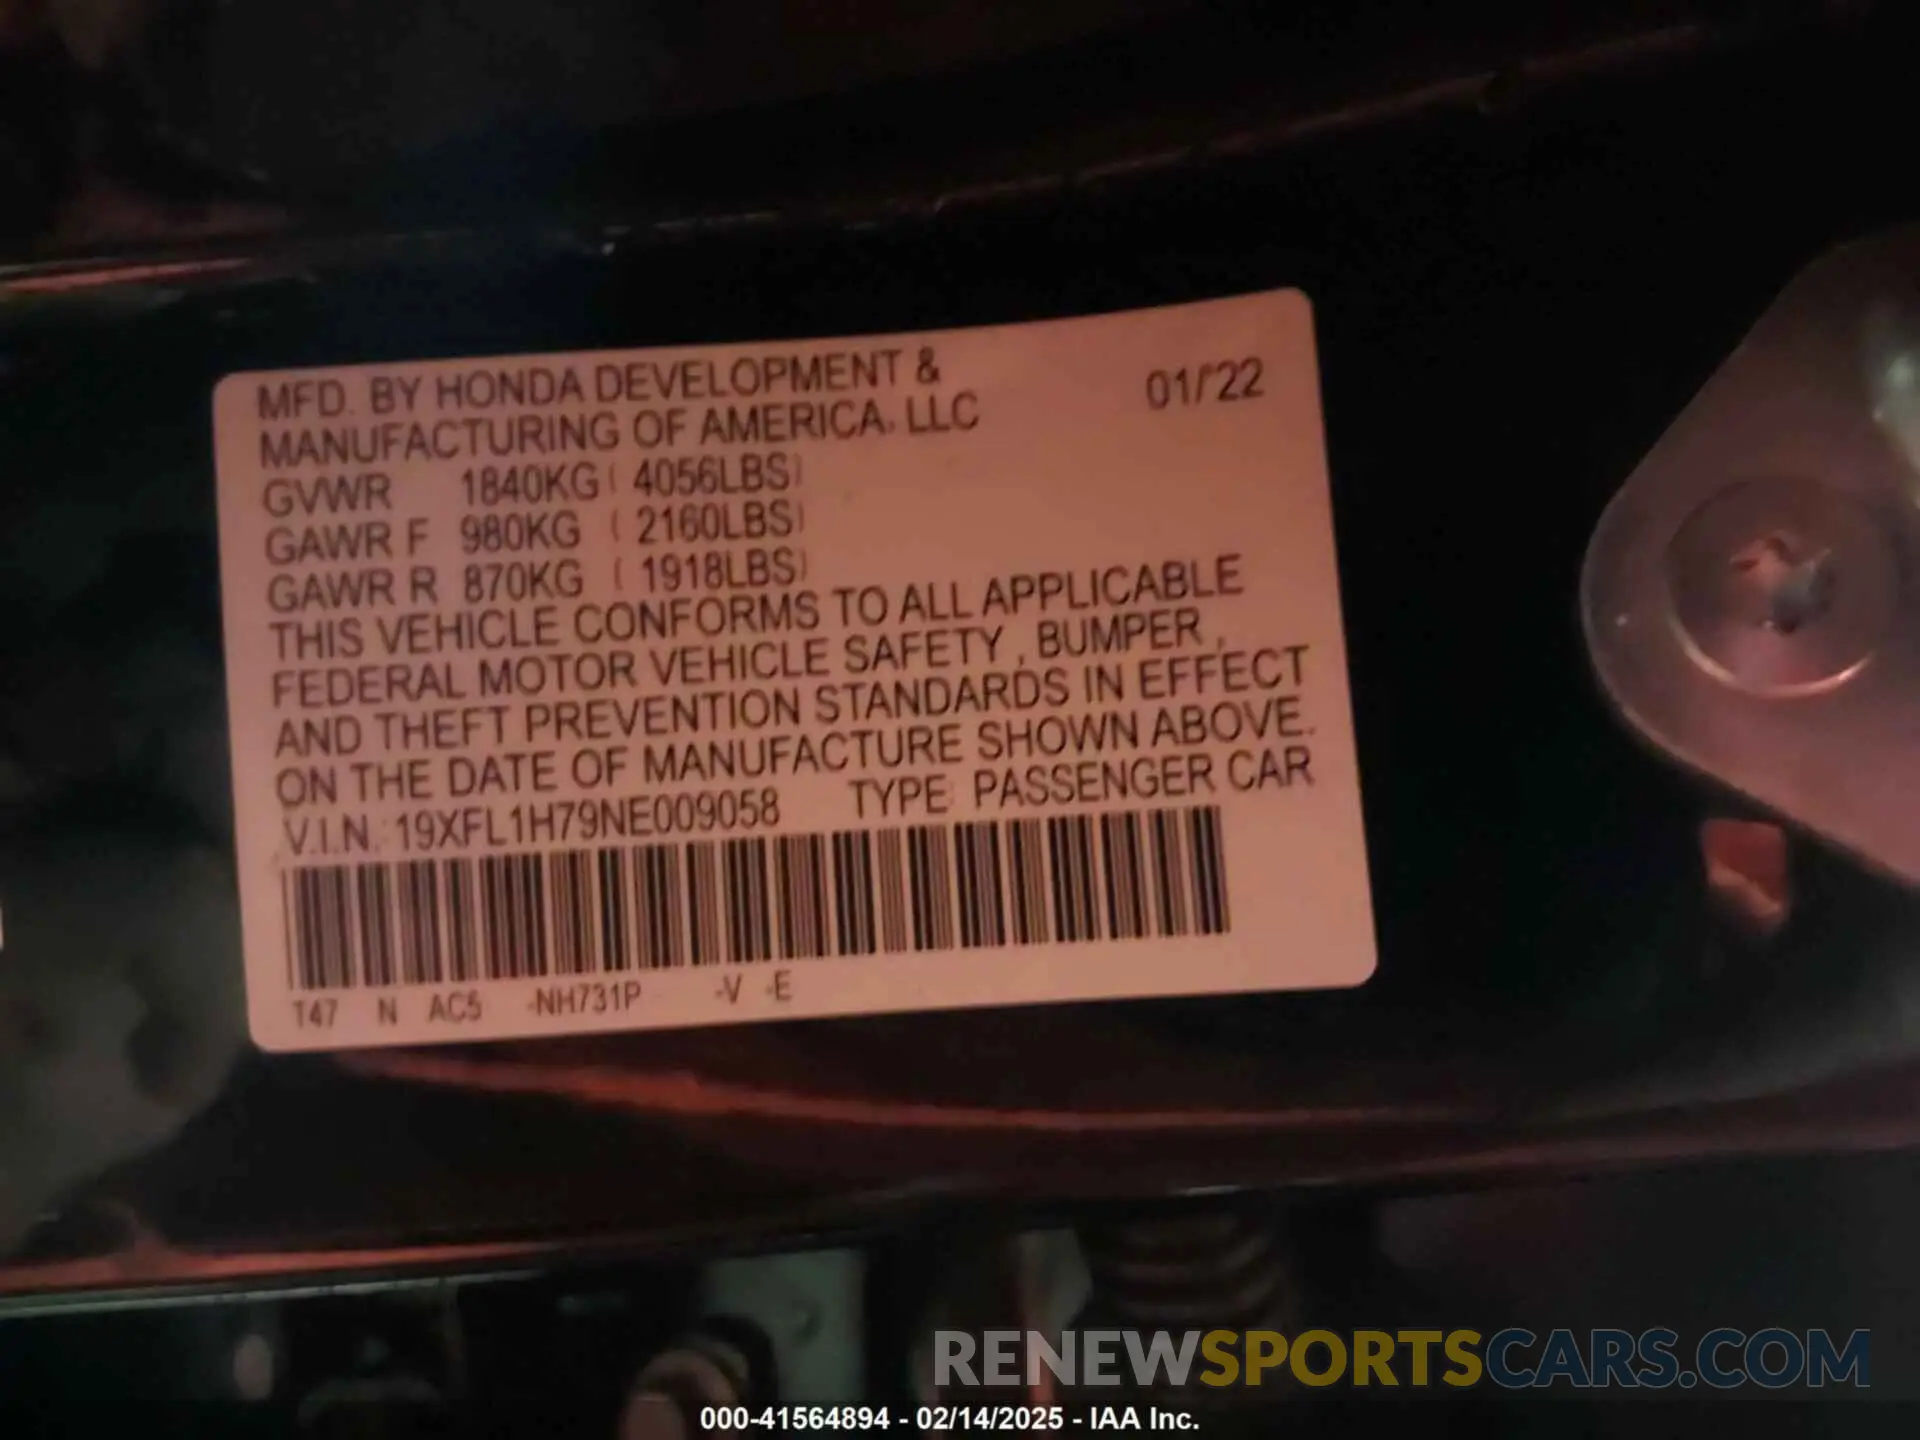 MFD. BY HONDA DEVELOPMENT & 01/'22
MANUFACTURING OF AMERICA, LLC
GVWR 1840KG ( 4056LBS)
GAWR F 980KG ( 2160LBS)
GAWR R 870KG ( 1918LBS)
THIS VEHICLE CONFORMS TO ALL APPLICABLE
FEDERAL MOTOR VEHICLE SAFETY , BUMPER ,
AND THEFT PREVENTION STANDARDS IN EFFECT
ON THE DATE OF MANUFACTURE SHOWN ABOVE.
V.I.N.: 19XFL1H79NE009058 TYPE: PASSENGER CAR
T47 N AC5 -NH731P -V -E
RENEWSPORTSCARS.COM
000-41564894 - 02/14/2025 - IAA Inc.